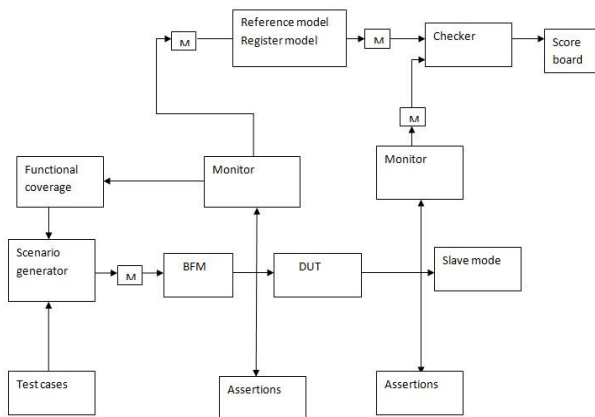 Reference model
Register model
M
M
Checker
Score
board
M
Functional
coverage
Monitor
Monitor
Scenario
generator
M
BFM
DUT
Slave mode
Test cases
Assertions
Assertions